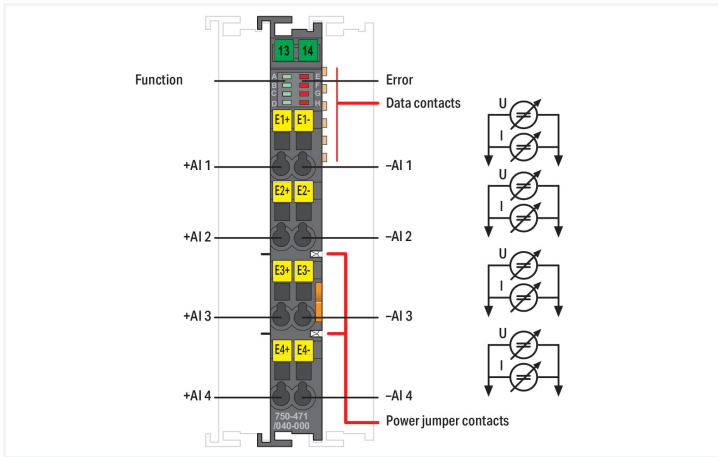 13 14
Function
A E
Error
B F
C G
D H
Data contacts
E1+ E1-
U
I
+AI 1
–AI 1
E2+ E2-
U
I
+AI 2
–AI 2
E3+ E3-
U
I
+AI 3
–AI 3
E4+ E4-
U
I
+AI 4
–AI 4
750-471
/040-000
Power jumper contacts